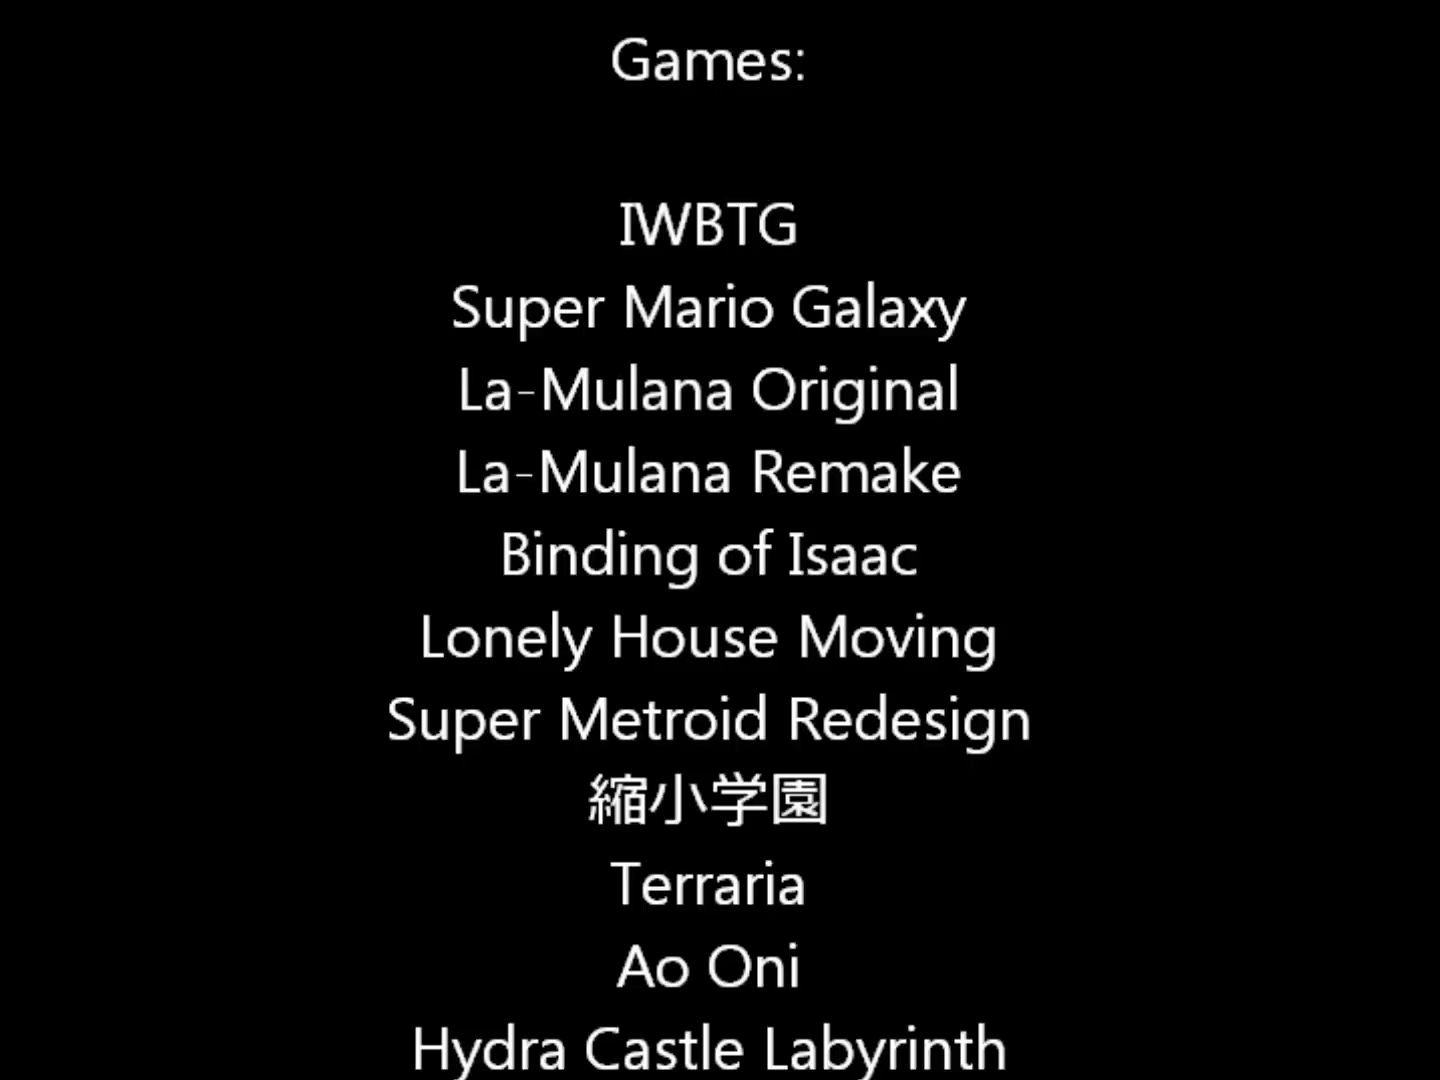 Games:
IWBTG
Super Mario Galaxy
La-Mulana Original
La-Mulana Remake
Binding of Isaac
Lonely House Moving
Super Metroid Redesign
縮小学園
Terraria
Ao Oni
Hydra Castle Labyrinth